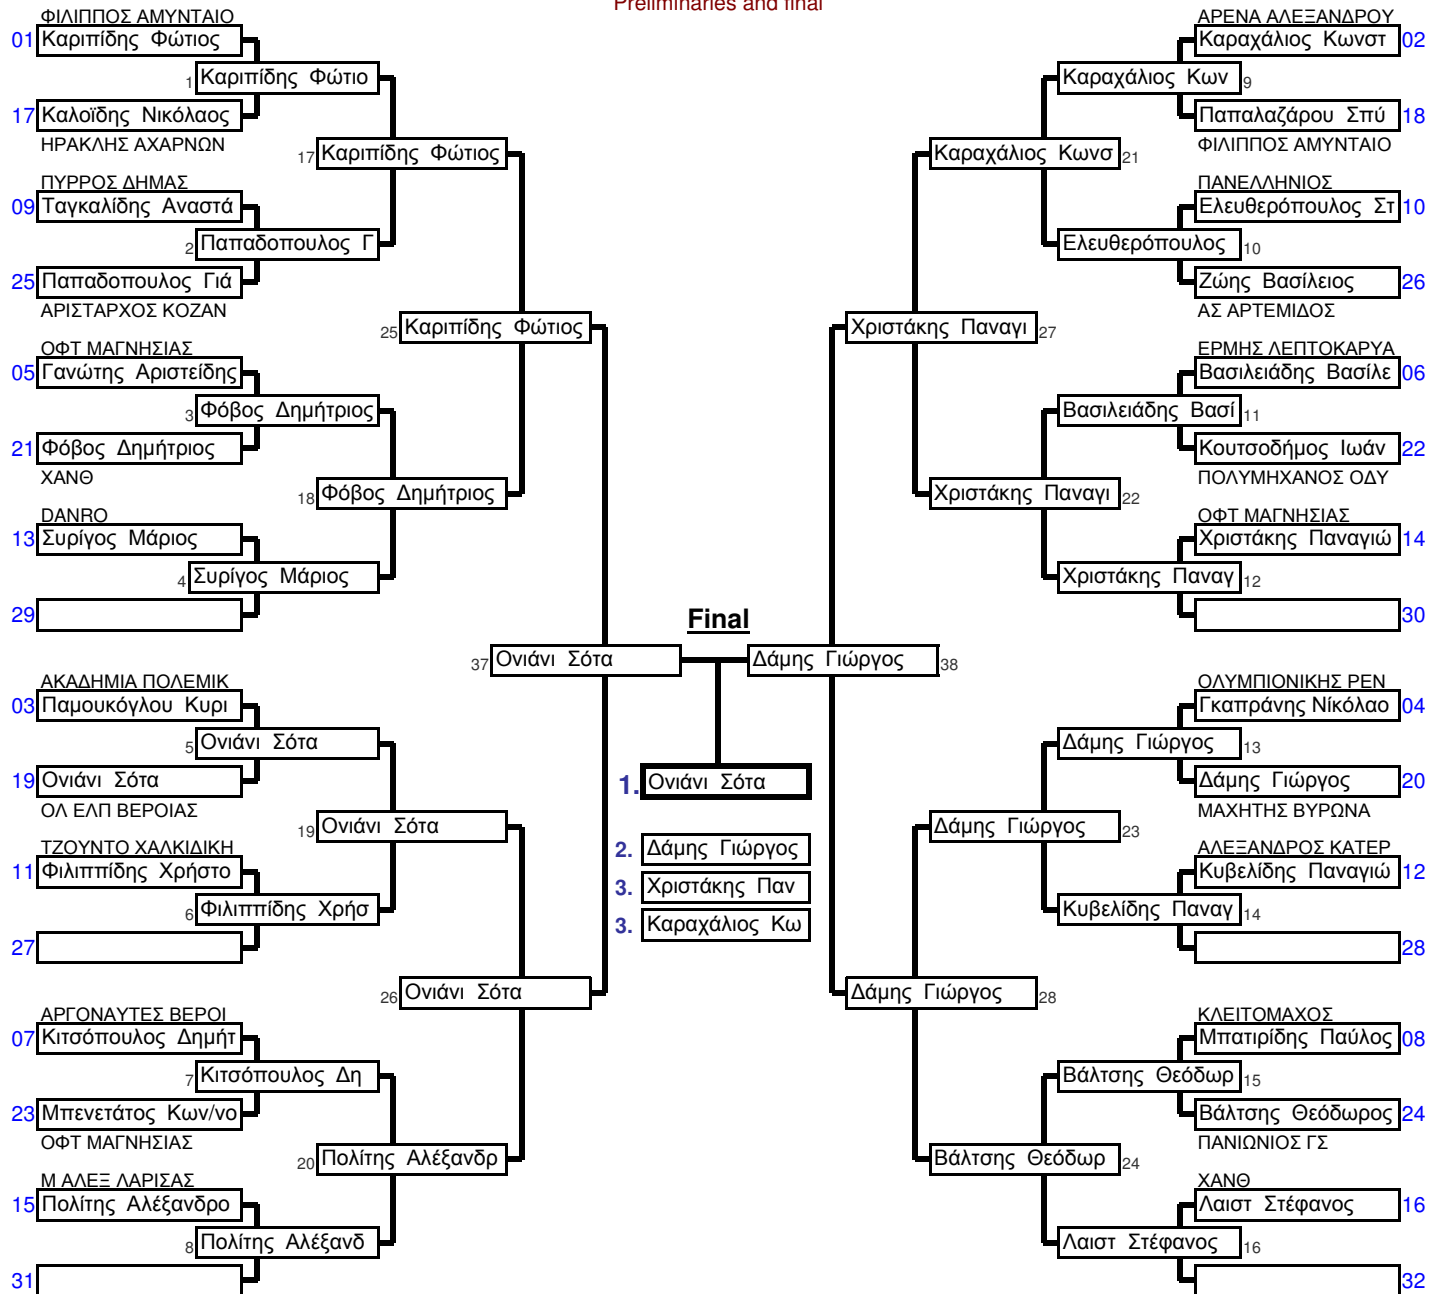 Preliminaries and final
ΦΙΛΙΠΠΟΣ ΑΜΥΝΤΑΙΟ
01 Καριπίδης Φώτιος
1 Καριπίδης Φώτιο
17 Καλοϊδης Νικόλαος
ΗΡΑΚΛΗΣ ΑΧΑΡΝΩΝ
17 Καριπίδης Φώτιος
ΠΥΡΡΟΣ ΔΗΜΑΣ
09 Ταγκαλίδης Αναστά
2 Παπαδοπουλος Γ
25 Παπαδοπουλος Γιά
ΑΡΙΣΤΑΡΧΟΣ ΚΟΖΑΝ
25 Καριπίδης Φώτιος
ΟΦΤ ΜΑΓΝΗΣΙΑΣ
05 Γανώτης Αριστείδης
3 Φόβος Δημήτριος
21 Φόβος Δημήτριος
ΧΑΝΘ
18 Φόβος Δημήτριος
DANRO
13 Συρίγος Μάριος
4 Συρίγος Μάριος
29
37 Ονιάνι Σότα
ΑΚΑΔΗΜΙΑ ΠΟΛΕΜΙΚ
03 Παμουκόγλου Κυρι
5 Ονιάνι Σότα
19 Ονιάνι Σότα
ΟΛ ΕΛΠ ΒΕΡΟΙΑΣ
19 Ονιάνι Σότα
ΤΖΟΥΝΤΟ ΧΑΛΚΙΔΙΚΗ
11 Φιλιππίδης Χρήστο
6 Φιλιππίδης Χρήσ
27
26 Ονιάνι Σότα
ΑΡΓΟΝΑΥΤΕΣ ΒΕΡΟΙ
07 Κιτσόπουλος Δημήτ
7 Κιτσόπουλος Δη
23 Μπενετάτος Κων/νο
ΟΦΤ ΜΑΓΝΗΣΙΑΣ
20 Πολίτης Αλέξανδρ
Μ ΑΛΕΞ ΛΑΡΙΣΑΣ
15 Πολίτης Αλέξανδρο
8 Πολίτης Αλέξανδ
31
Final
1. Ονιάνι Σότα
2. Δάμης Γιώργος
3. Χριστάκης Παν
3. Καραχάλιος Κω
ΑΡΕΝΑ ΑΛΕΞΑΝΔΡΟΥ
Καραχάλιος Κωνστ 02
Καραχάλιος Κων 9
Παπαλαζάρου Σπύ 18
ΦΙΛΙΠΠΟΣ ΑΜΥΝΤΑΙΟ
Καραχάλιος Κωνσ 21
ΠΑΝΕΛΛΗΝΙΟΣ
Ελευθερόπουλος Στ 10
Ελευθερόπουλος 10
Ζώης Βασίλειος 26
ΑΣ ΑΡΤΕΜΙΔΟΣ
Χριστάκης Παναγι 27
ΕΡΜΗΣ ΛΕΠΤΟΚΑΡΥΑ
Βασιλειάδης Βασίλε 06
Βασιλειάδης Βασί 11
Κουτσοδήμος Ιωάν 22
ΠΟΛΥΜΗΧΑΝΟΣ ΟΔΥ
Χριστάκης Παναγι 22
ΟΦΤ ΜΑΓΝΗΣΙΑΣ
Χριστάκης Παναγιώ 14
Χριστάκης Παναγ 12
30
Δάμης Γιώργος 38
ΟΛΥΜΠΙΟΝΙΚΗΣ ΡΕΝ
Γκαπράνης Νίκόλαο 04
Δάμης Γιώργος 13
Δάμης Γιώργος 20
ΜΑΧΗΤΗΣ ΒΥΡΩΝΑ
Δάμης Γιώργος 23
ΑΛΕΞΑΝΔΡΟΣ ΚΑΤΕΡ
Κυβελίδης Παναγιώ 12
Κυβελίδης Παναγ 14
28
Δάμης Γιώργος 28
ΚΛΕΙΤΟΜΑΧΟΣ
Μπατιρίδης Παύλος 08
Βάλτσης Θεόδωρ 15
Βάλτσης Θεόδωρος 24
ΠΑΝΙΩΝΙΟΣ ΓΣ
Βάλτσης Θεόδωρ 24
ΧΑΝΘ
Λαιστ Στέφανος 16
Λαιστ Στέφανος 16
32